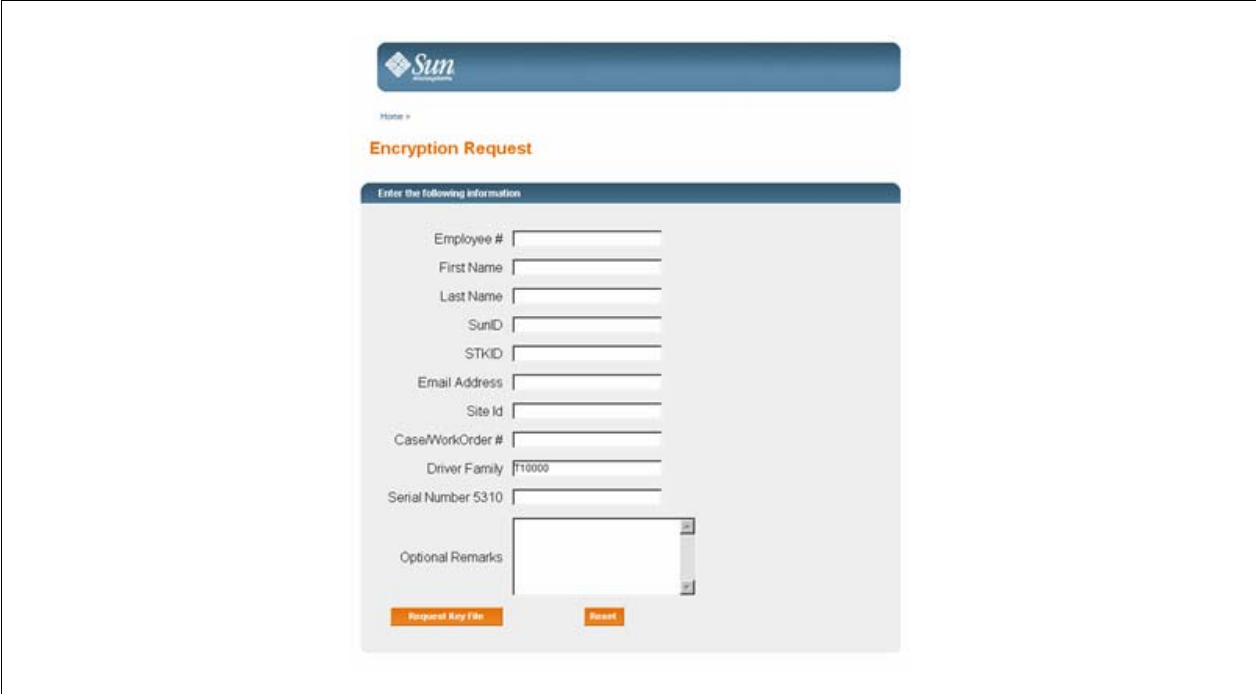 Sun
microsystems
Home »
Encryption Request
Enter the following information
Employee #
First Name
Last Name
SunID
STKID
Email Address
Site Id
Case/WorkOrder #
Driver Family T10000
Serial Number 5310
Optional Remarks
Request Key File Reset